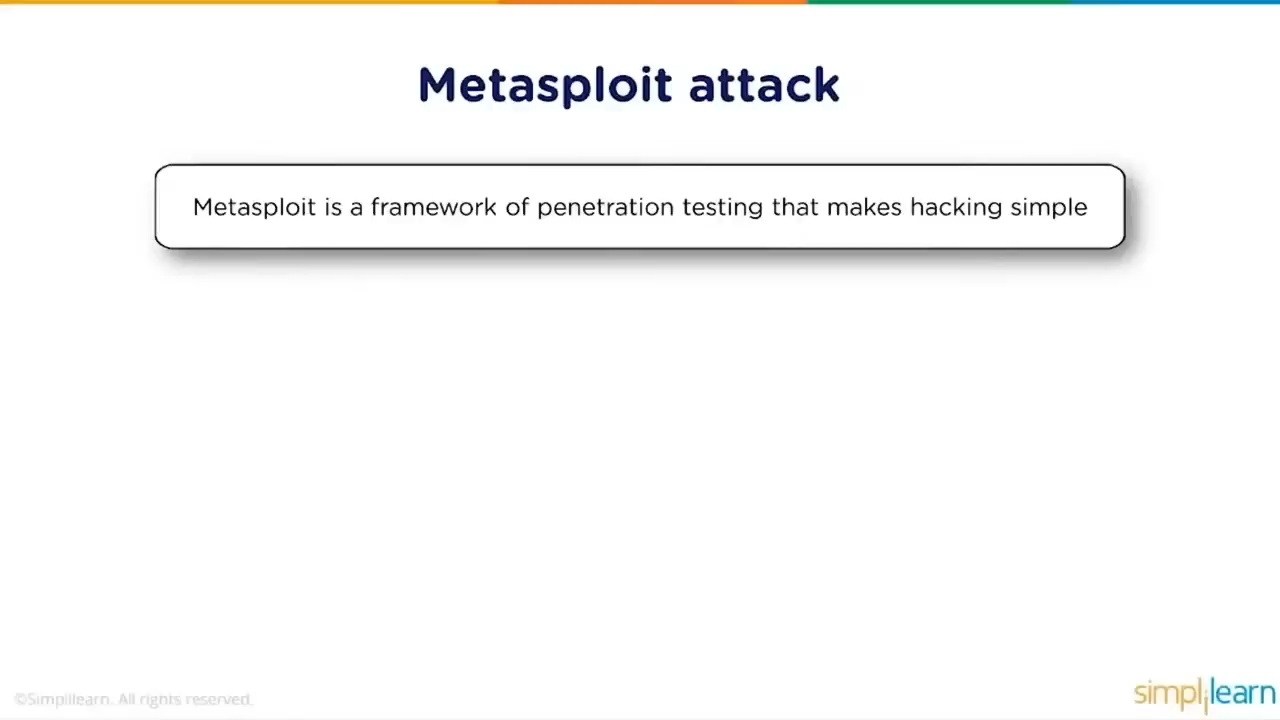 Metasploit attack
Metasploit is a framework of penetration testing that makes hacking simple
©Simplilearn. All rights reserved.
simplilearn